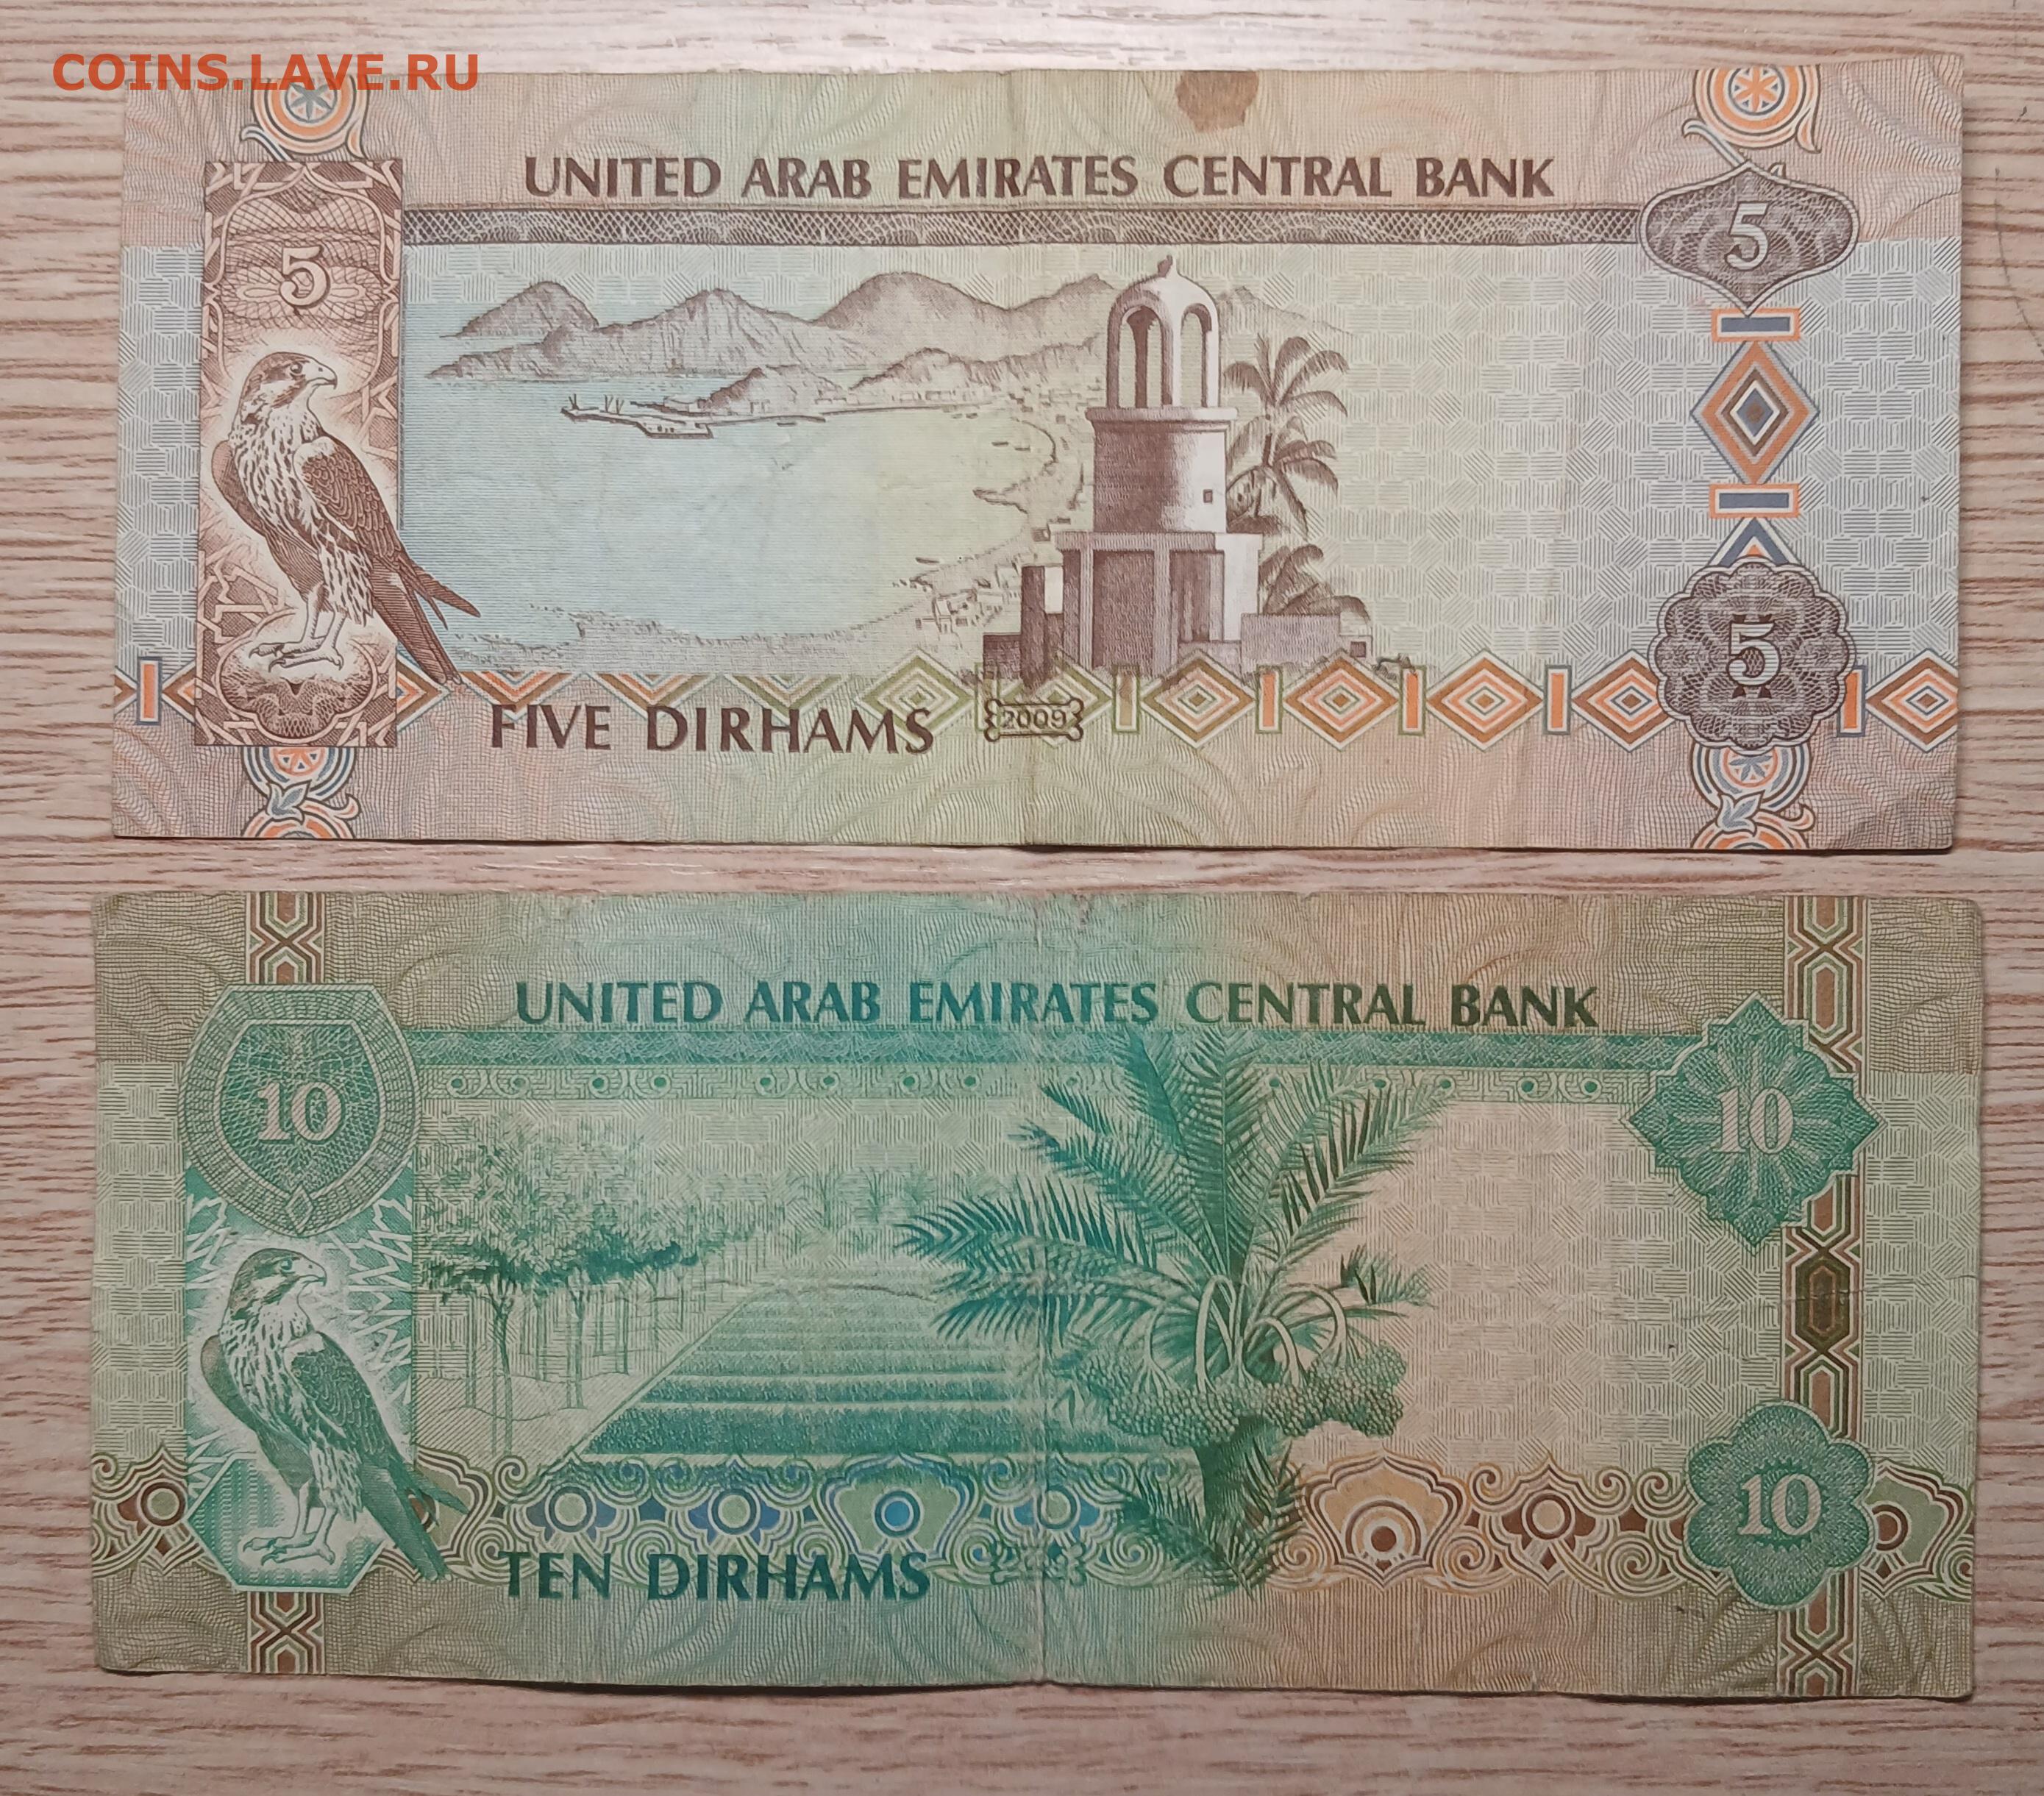 COINS.LAVE.RU
UNITED ARAB EMIRATES CENTRAL BANK
5
5
5
FIVE DIRHAMS
2009
UNITED ARAB EMIRATES CENTRAL BANK
10
10
10
TEN DIRHAMS